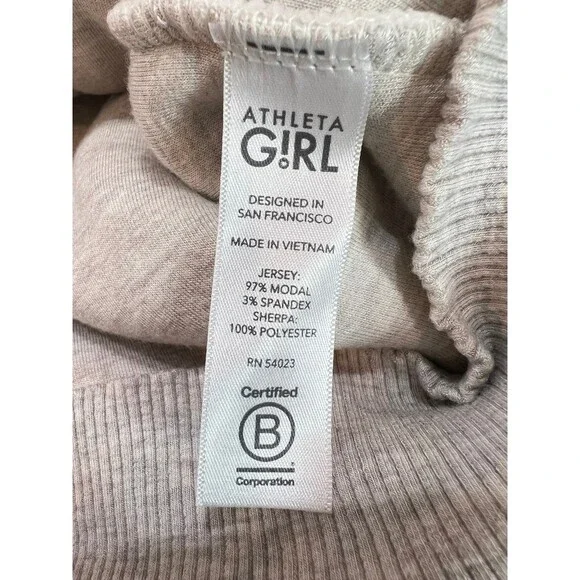 ATHLETA
G!RL
DESIGNED IN
SAN FRANCISCO
MADE IN VIETNAM
JERSEY:
97% MODAL
3% SPANDEX
SHERPA:
100% POLYESTER
RN 54023
Certified
B
®
Corporation